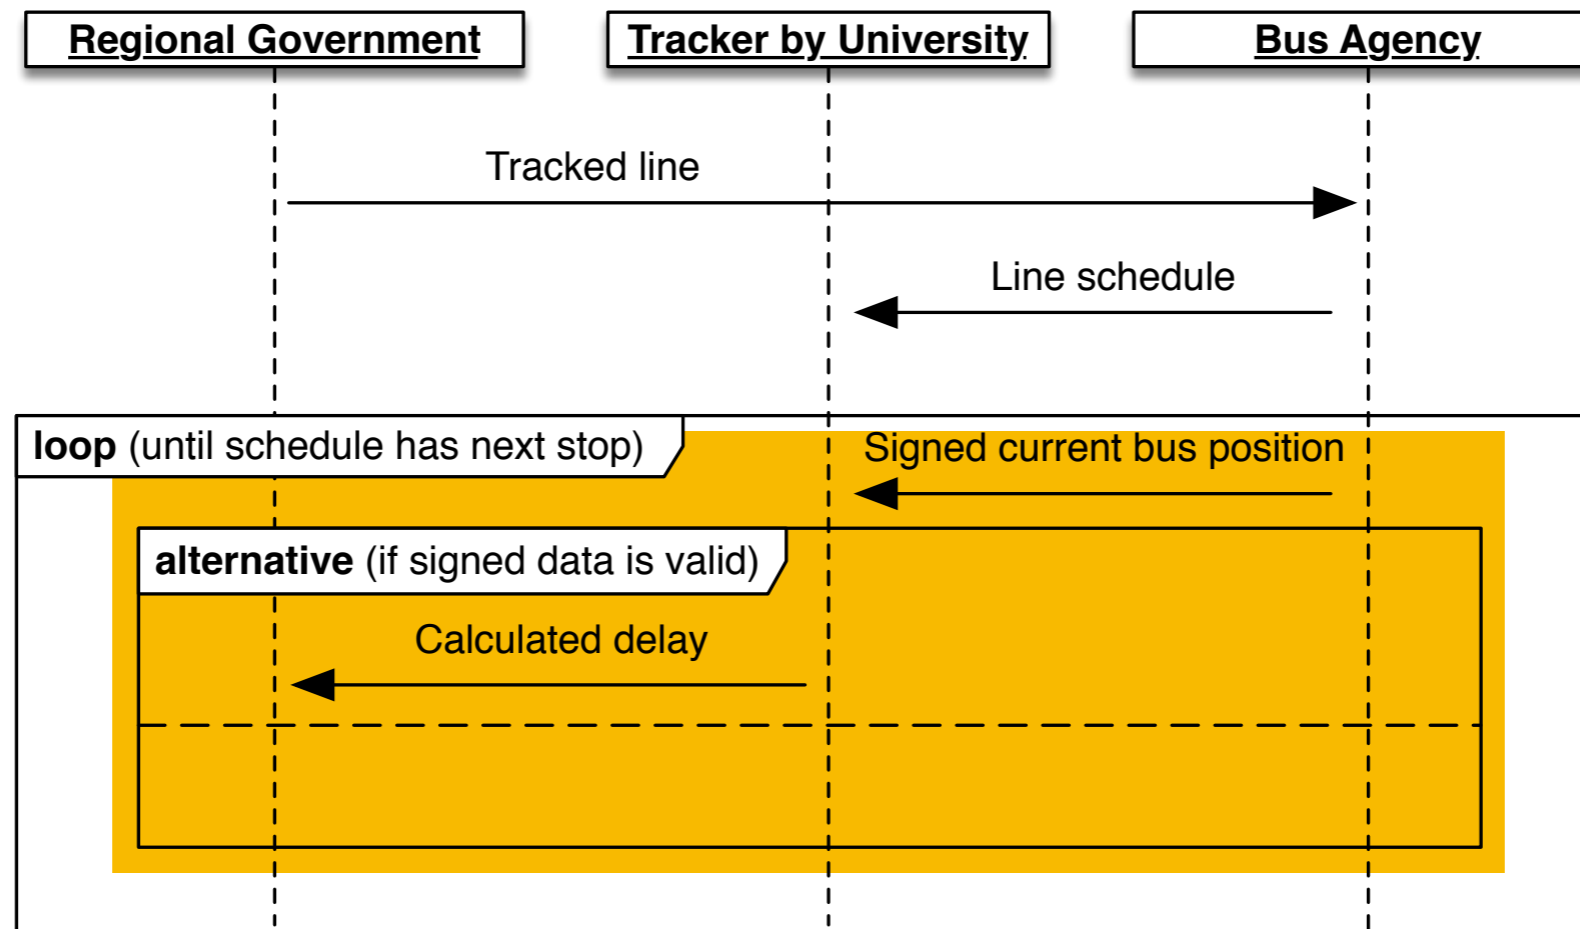 Regional Government
Tracker by University
Bus Agency
Tracked line
Line schedule
loop (until schedule has next stop)
Signed current bus position
alternative (if signed data is valid)
Calculated delay